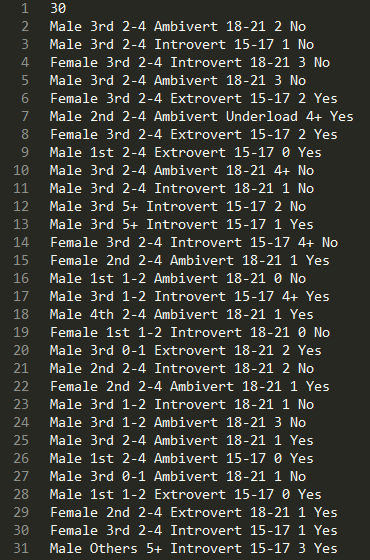 1 30
2 Male 3rd 2-4 Ambivert 18-21 2 No
3 Male 3rd 2-4 Introvert 15-17 1 No
4 Female 3rd 2-4 Introvert 18-21 3 No
5 Male 3rd 2-4 Ambivert 18-21 3 No
6 Female 3rd 2-4 Extrovert 15-17 2 Yes
7 Male 2nd 2-4 Ambivert Underload 4+ Yes
8 Female 3rd 2-4 Extrovert 15-17 2 Yes
9 Male 1st 2-4 Extrovert 15-17 0 Yes
10 Male 3rd 2-4 Ambivert 18-21 4+ No
11 Male 3rd 2-4 Introvert 18-21 1 No
12 Male 3rd 5+ Introvert 15-17 2 No
13 Male 3rd 5+ Introvert 15-17 1 Yes
14 Female 3rd 2-4 Introvert 15-17 4+ No
15 Female 2nd 2-4 Ambivert 18-21 1 Yes
16 Male 1st 1-2 Ambivert 18-21 0 No
17 Male 3rd 1-2 Introvert 15-17 4+ Yes
18 Male 4th 2-4 Ambivert 18-21 1 Yes
19 Female 1st 1-2 Introvert 18-21 0 No
20 Male 3rd 0-1 Extrovert 18-21 2 Yes
21 Male 2nd 2-4 Introvert 18-21 2 No
22 Female 2nd 2-4 Ambivert 18-21 1 Yes
23 Male 3rd 1-2 Introvert 18-21 1 No
24 Male 3rd 1-2 Ambivert 18-21 3 No
25 Male 3rd 2-4 Ambivert 18-21 1 Yes
26 Male 1st 2-4 Ambivert 15-17 0 Yes
27 Male 3rd 0-1 Ambivert 18-21 1 No
28 Male 1st 1-2 Extrovert 15-17 0 Yes
29 Female 2nd 2-4 Extrovert 18-21 1 Yes
30 Female 3rd 2-4 Introvert 15-17 1 Yes
31 Male Others 5+ Introvert 15-17 3 Yes